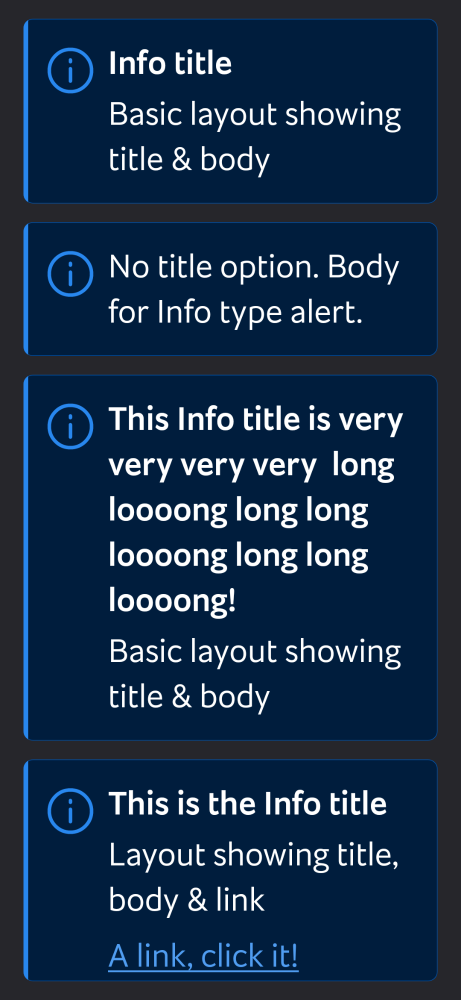 Info title
Basic layout showing
title & body
No title option. Body
for Info type alert.
This Info title is very
very very very  long
loooong long long
loooong long long
loooong!
Basic layout showing
title & body
This is the Info title
Layout showing title,
body & link
A link, click it!